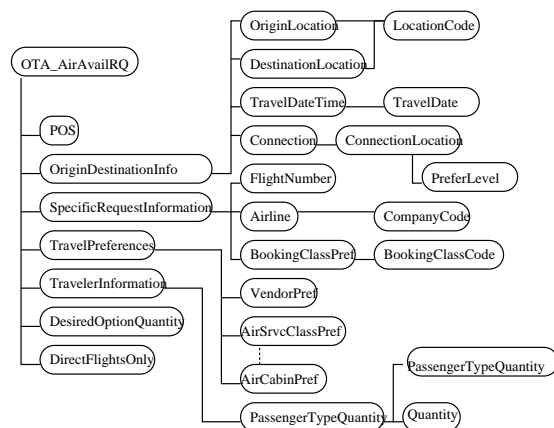 OriginLocation
LocationCode
OTA_AirAvailRQ
DestinationLocation
TravelDateTime
TravelDate
POS
Connection
ConnectionLocation
OriginDestinationInfo
FlightNumber
PreferLevel
SpecificRequestInformation
Airline
CompanyCode
TravelPreferences
BookingClassPref
BookingClassCode
TravelerInformation
VendorPref
DesiredOptionQuantity
AirSrvcClassPref
DirectFlightsOnly
PassengerTypeQuantity
AirCabinPref
PassengerTypeQuantity
Quantity